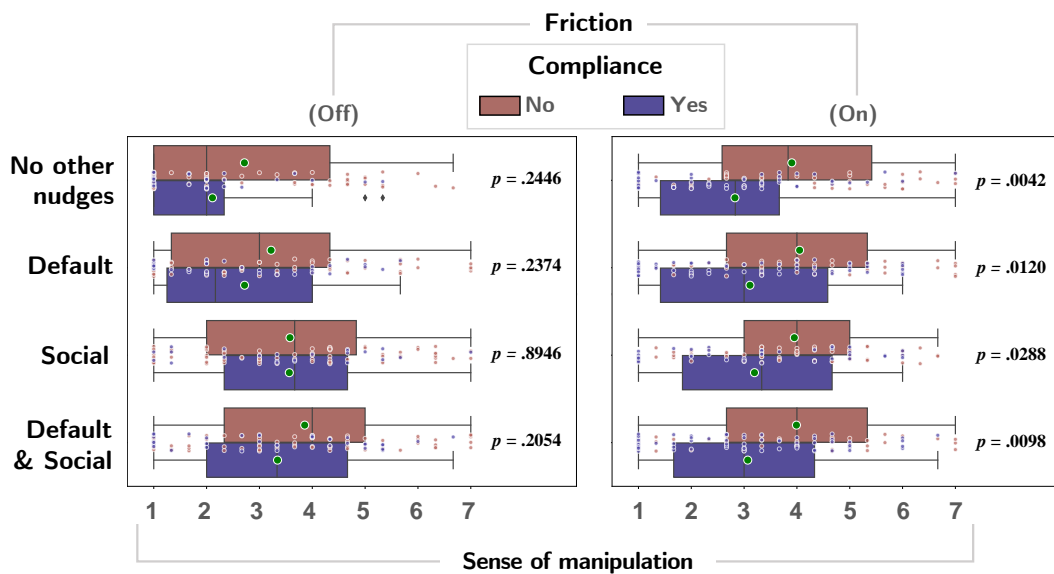 Friction
Compliance
No Yes
(Off) (On)
No other
nudges
p = .2446
p = .0042
Default
p = .2374
p = .0120
Social
p = .8946
p = .0288
Default
& Social
p = .2054
p = .0098
1 2 3 4 5 6 7
1 2 3 4 5 6 7
Sense of manipulation